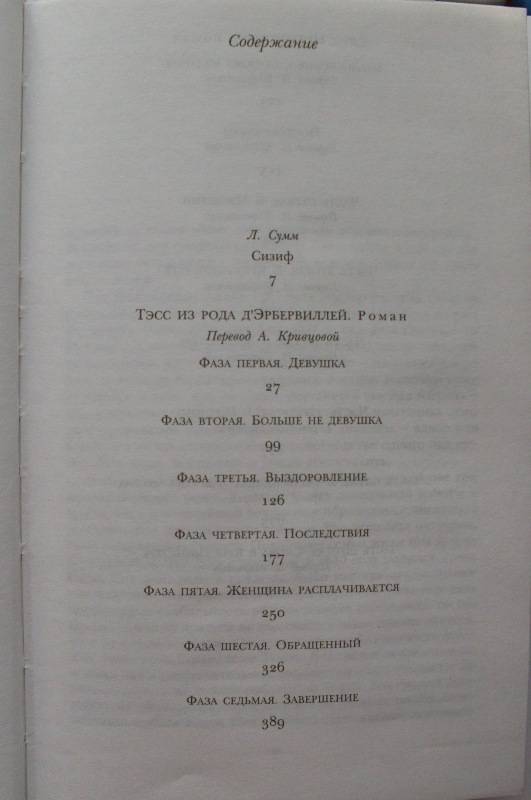 Содержание
Л. Сумм
Сизиф
7
Тэсс из рода д'Эрбервиллей. Роман
Перевод А. Кривцовой
Фаза первая. Девушка
27
Фаза вторая. Больше не девушка
99
Фаза третья. Выздоровление
126
Фаза четвертая. Последствия
177
Фаза пятая. Женщина расплачивается
250
Фаза шестая. Обращенный
326
Фаза седьмая. Завершение
389